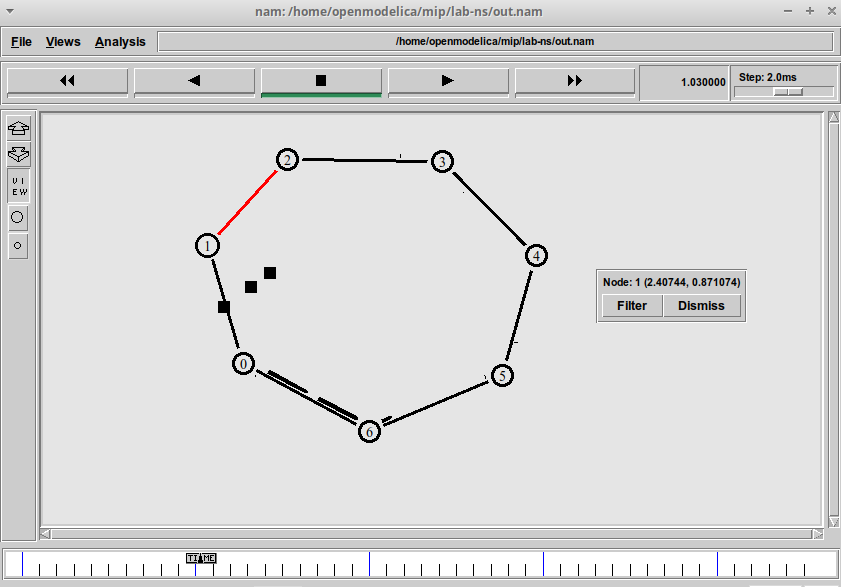 nam: /home/openmodelica/mip/lab-ns/out.nam
File Views Analysis /home/openmodelica/mip/lab-ns/out.nam
1.030000 Step: 2.0ms
VI
EW
2
3
1
4
Node: 1 (2.40744, 0.871074)
Filter Dismiss
0
5
6
TIME